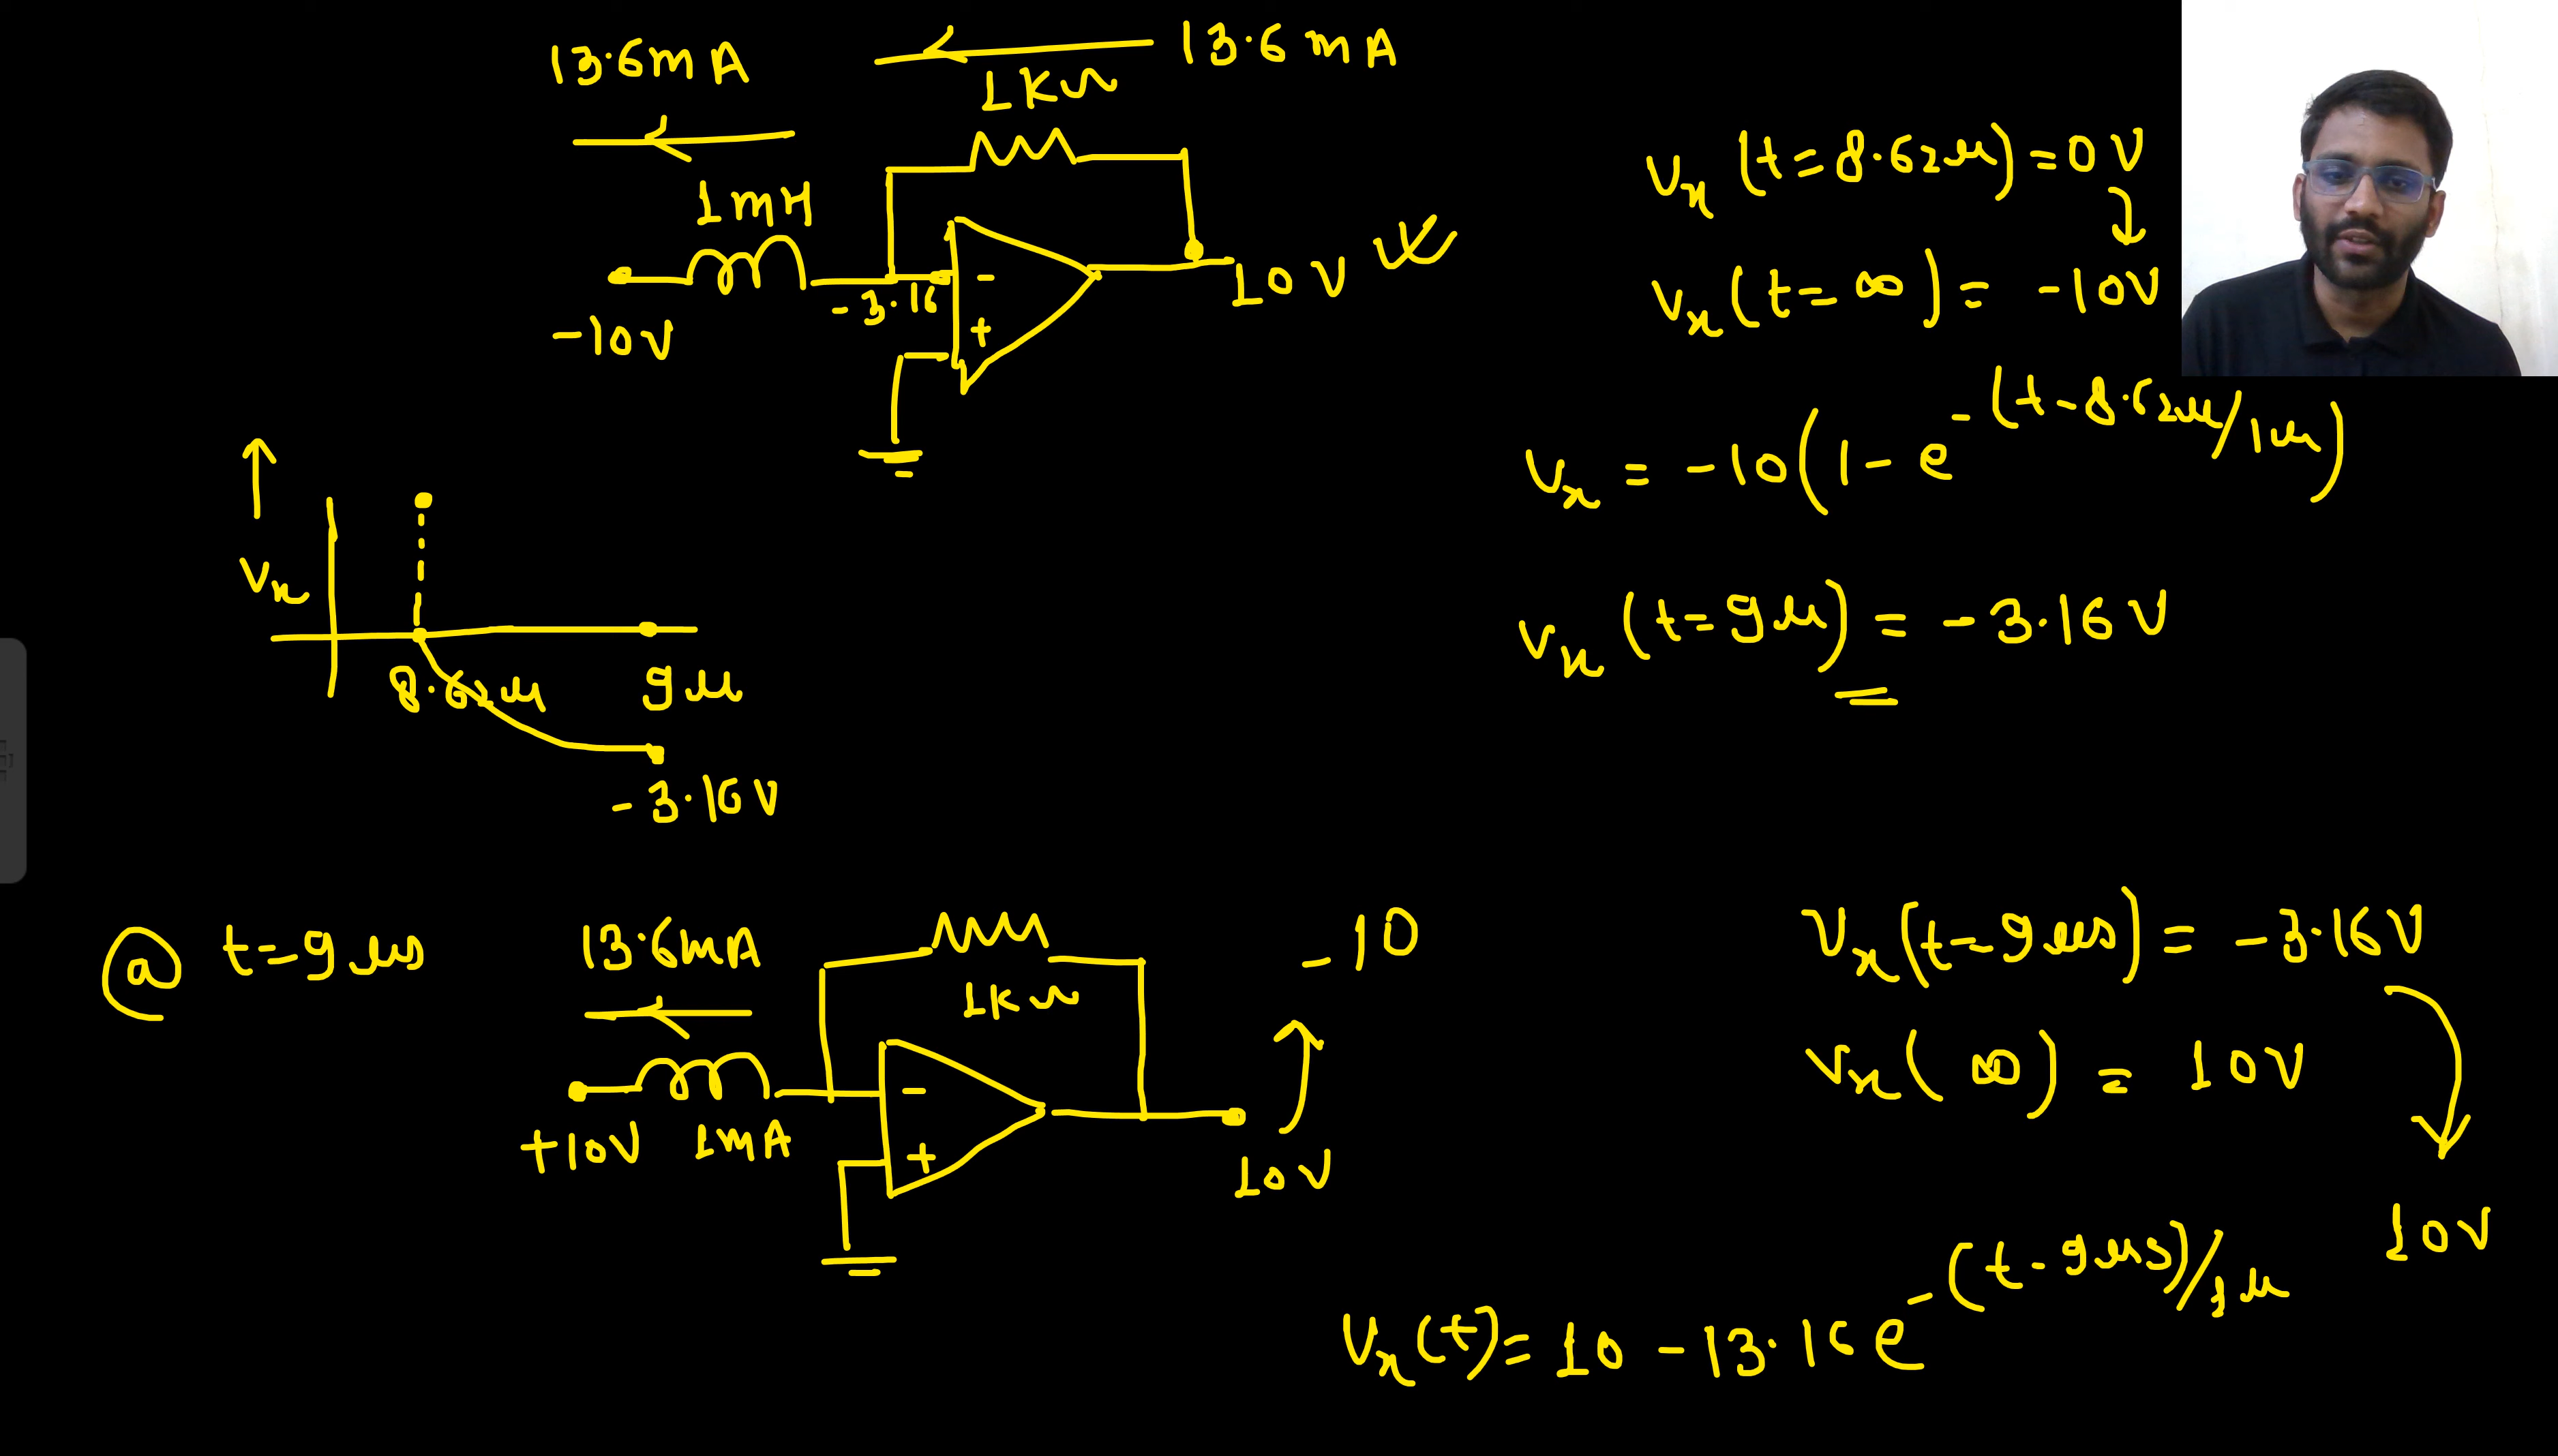 13.6mA
13.6mA
1KΩ
1mH
-10V
-3.16
-
+
10V
Vx (t=8.62μ) = 0V
Vx (t=∞) = -10V
Vx = -10(1-e^-(t-8.62μ/1μ)
Vx (t=9μ) = -3.16V
Vx
8.62μ
9μ
-3.16V
@ t=9μs
13.6mA
1KΩ
-10
+10V
1mA
-
+
10V
Vx(t=9μs) = -3.16V
Vx(∞) = 10V
10V
Vx(t)= 10 -13.16e^-(t-9μs)/1μ